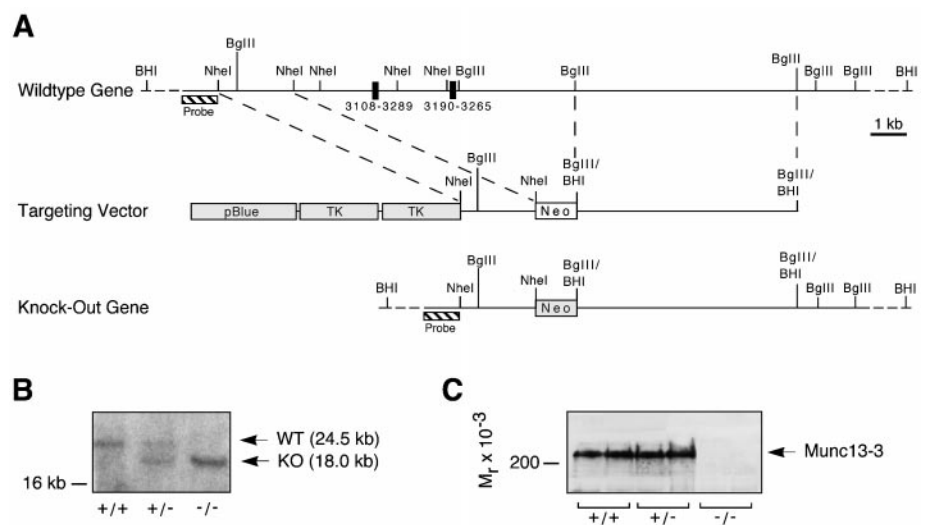 A
BglII
BHI NheI NheI NheI NheI NheI BglII BglII BglII BglII BglII BHI
Wildtype Gene
Probe
3108-3289 3190-3265
1 kb
BglII
NheI NheI BglII/ BHI BglII/ BHI
Targeting Vector
pBlue TK TK Neo
BglII
BHI NheI NheI BglII/ BHI BglII/ BHI BglII BglII BHI
Knock-Out Gene
Neo
Probe
B
WT (24.5 kb)
KO (18.0 kb)
16 kb
+/+ +/- -/-
C
Mr x 10-3
200
Munc13-3
+/+ +/- -/-